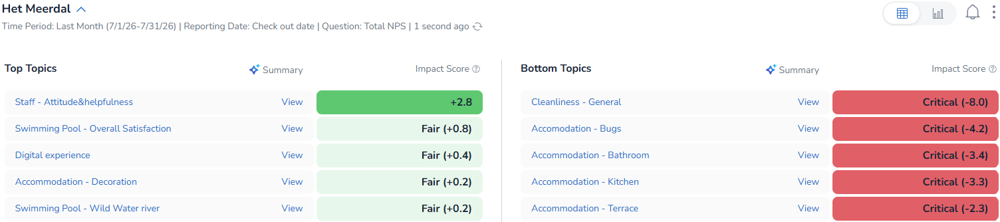 Het Meerdal
Time Period: Last Month (7/1/26-7/31/26) | Reporting Date: Check out date | Question: Total NPS | 1 second ago
Top Topics Summary Impact Score
Staff - Attitude&helpfulness View +2.8
Swimming Pool - Overall Satisfaction View Fair (+0.8)
Digital experience View Fair (+0.4)
Accommodation - Decoration View Fair (+0.2)
Swimming Pool - Wild Water river View Fair (+0.2)
Bottom Topics Summary Impact Score
Cleanliness - General View Critical (-8.0)
Accomodation - Bugs View Critical (-4.2)
Accommodation - Bathroom View Critical (-3.4)
Accommodation - Kitchen View Critical (-3.3)
Accommodation - Terrace View Critical (-2.3)